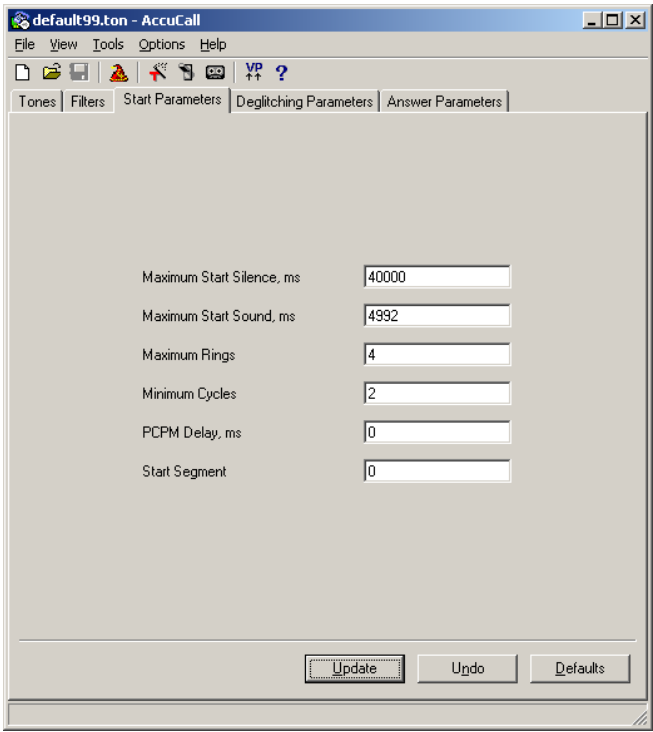 default99.ton - AccuCall
File View Tools Options Help
VP ?
Tones Filters Start Parameters Deglitching Parameters Answer Parameters
Maximum Start Silence, ms 40000
Maximum Start Sound, ms 4992
Maximum Rings 4
Minimum Cycles 2
PCPM Delay, ms 0
Start Segment 0
Update Undo Defaults